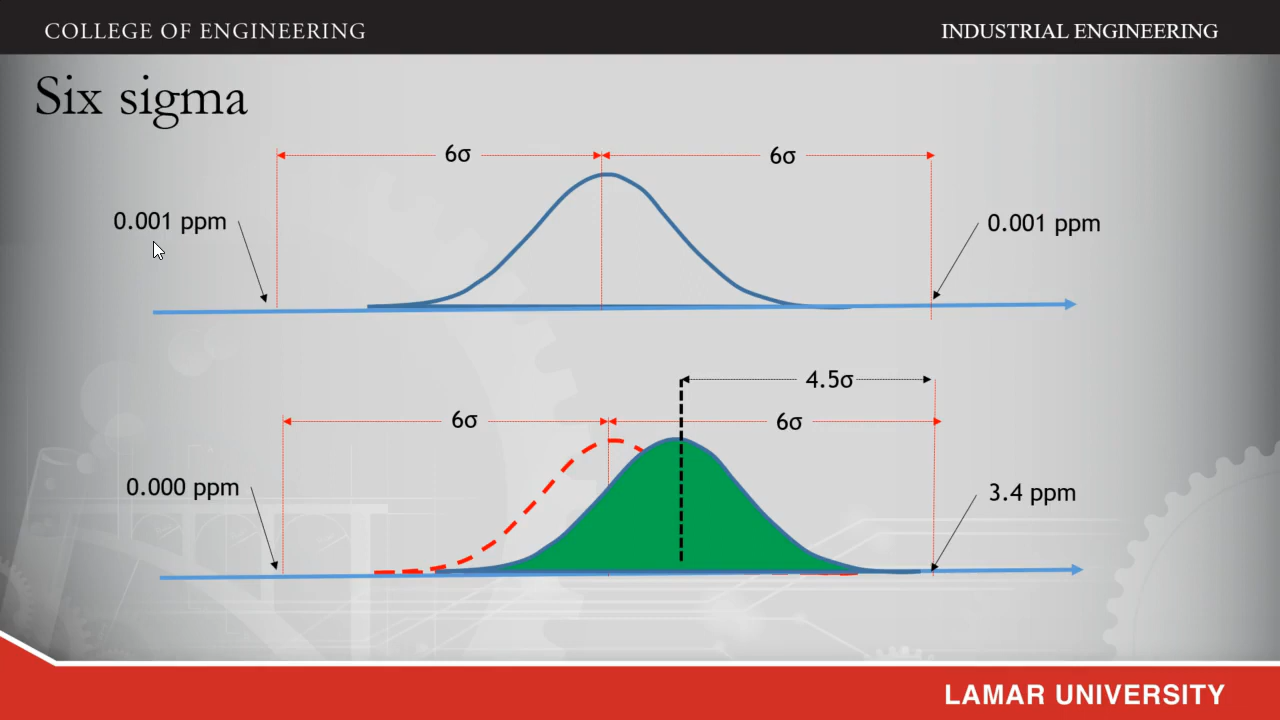 COLLEGE OF ENGINEERING
INDUSTRIAL ENGINEERING
Six sigma
6σ
6σ
0.001 ppm
0.001 ppm
4.5σ
6σ
6σ
0.000 ppm
3.4 ppm
LAMAR UNIVERSITY